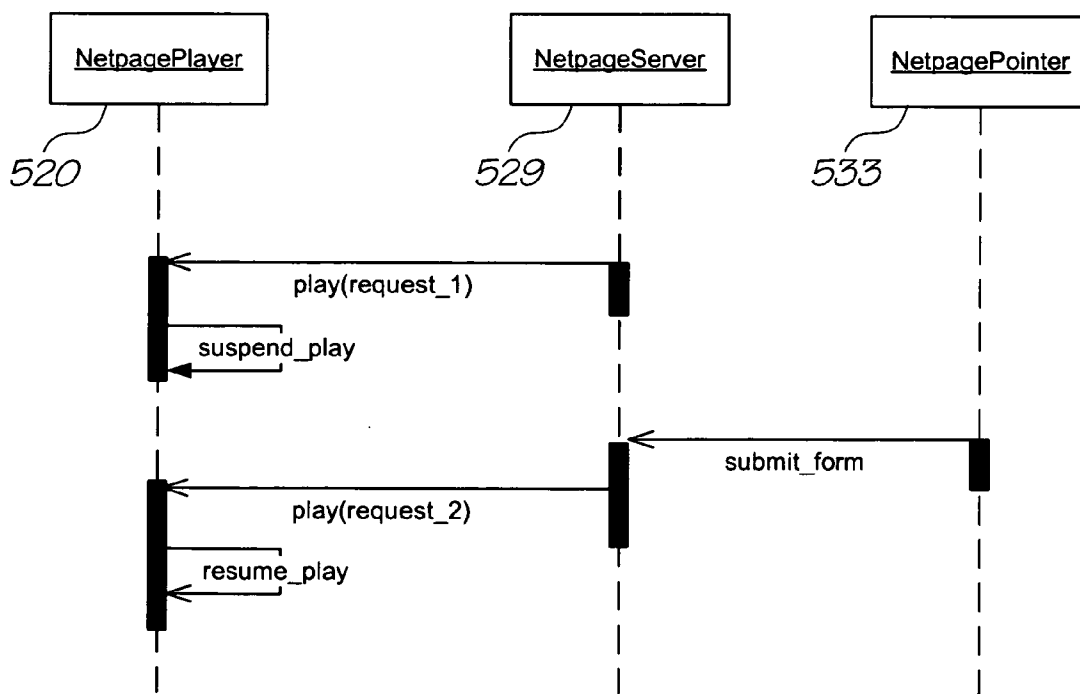 NetpagePlayer
NetpageServer
NetpagePointer
520
529
533
play(request_1)
suspend_play
submit_form
play(request_2)
resume_play